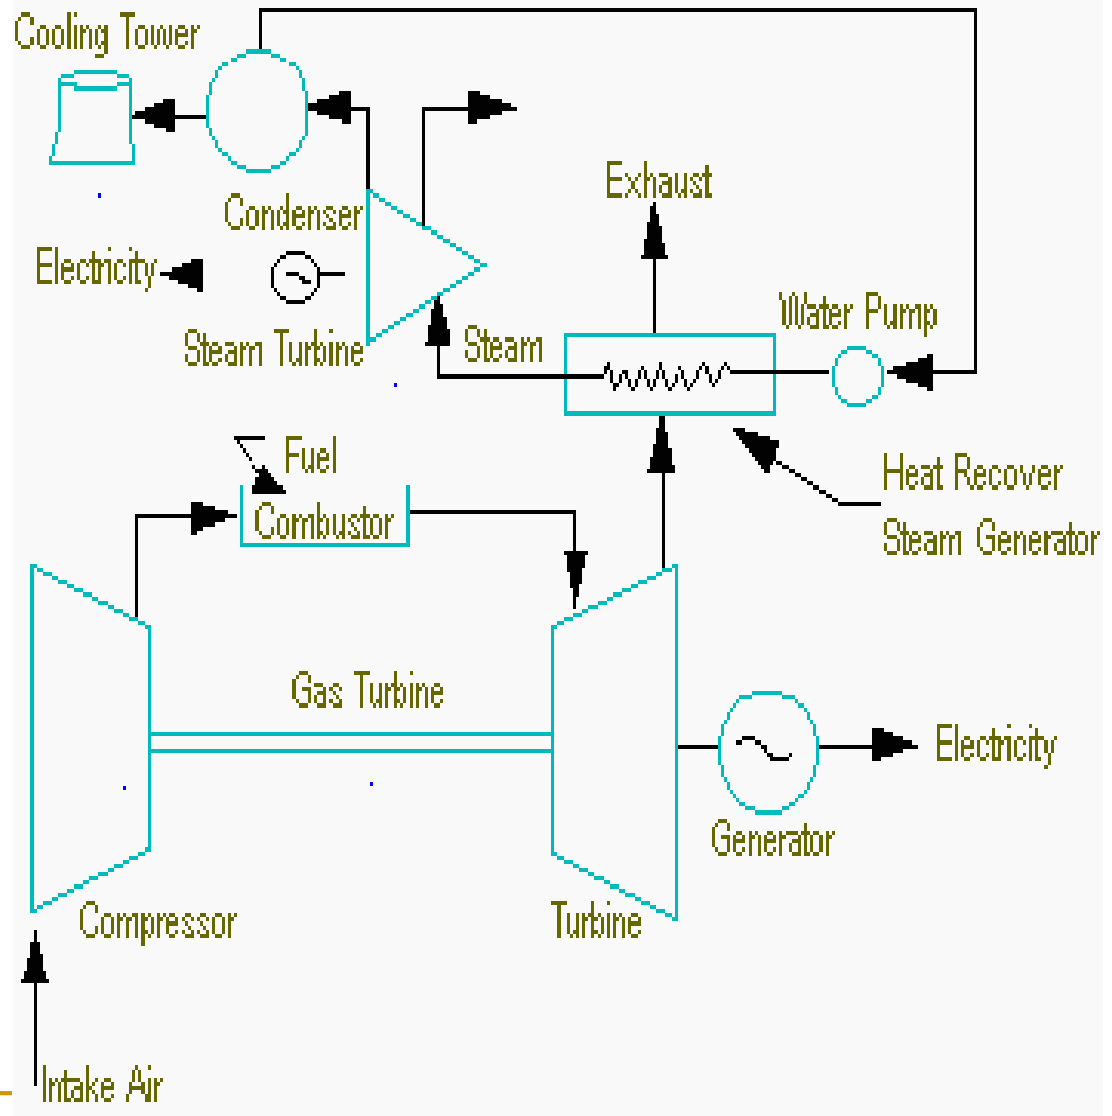 Cooling Tower
Exhaust
Condenser
Electricity
Water Pump
Steam Turbine
Steam
Fuel
Heat Recover
Steam Generator
Combustor
Gas Turbine
Electricity
Generator
Compressor
Turbine
Intake Air